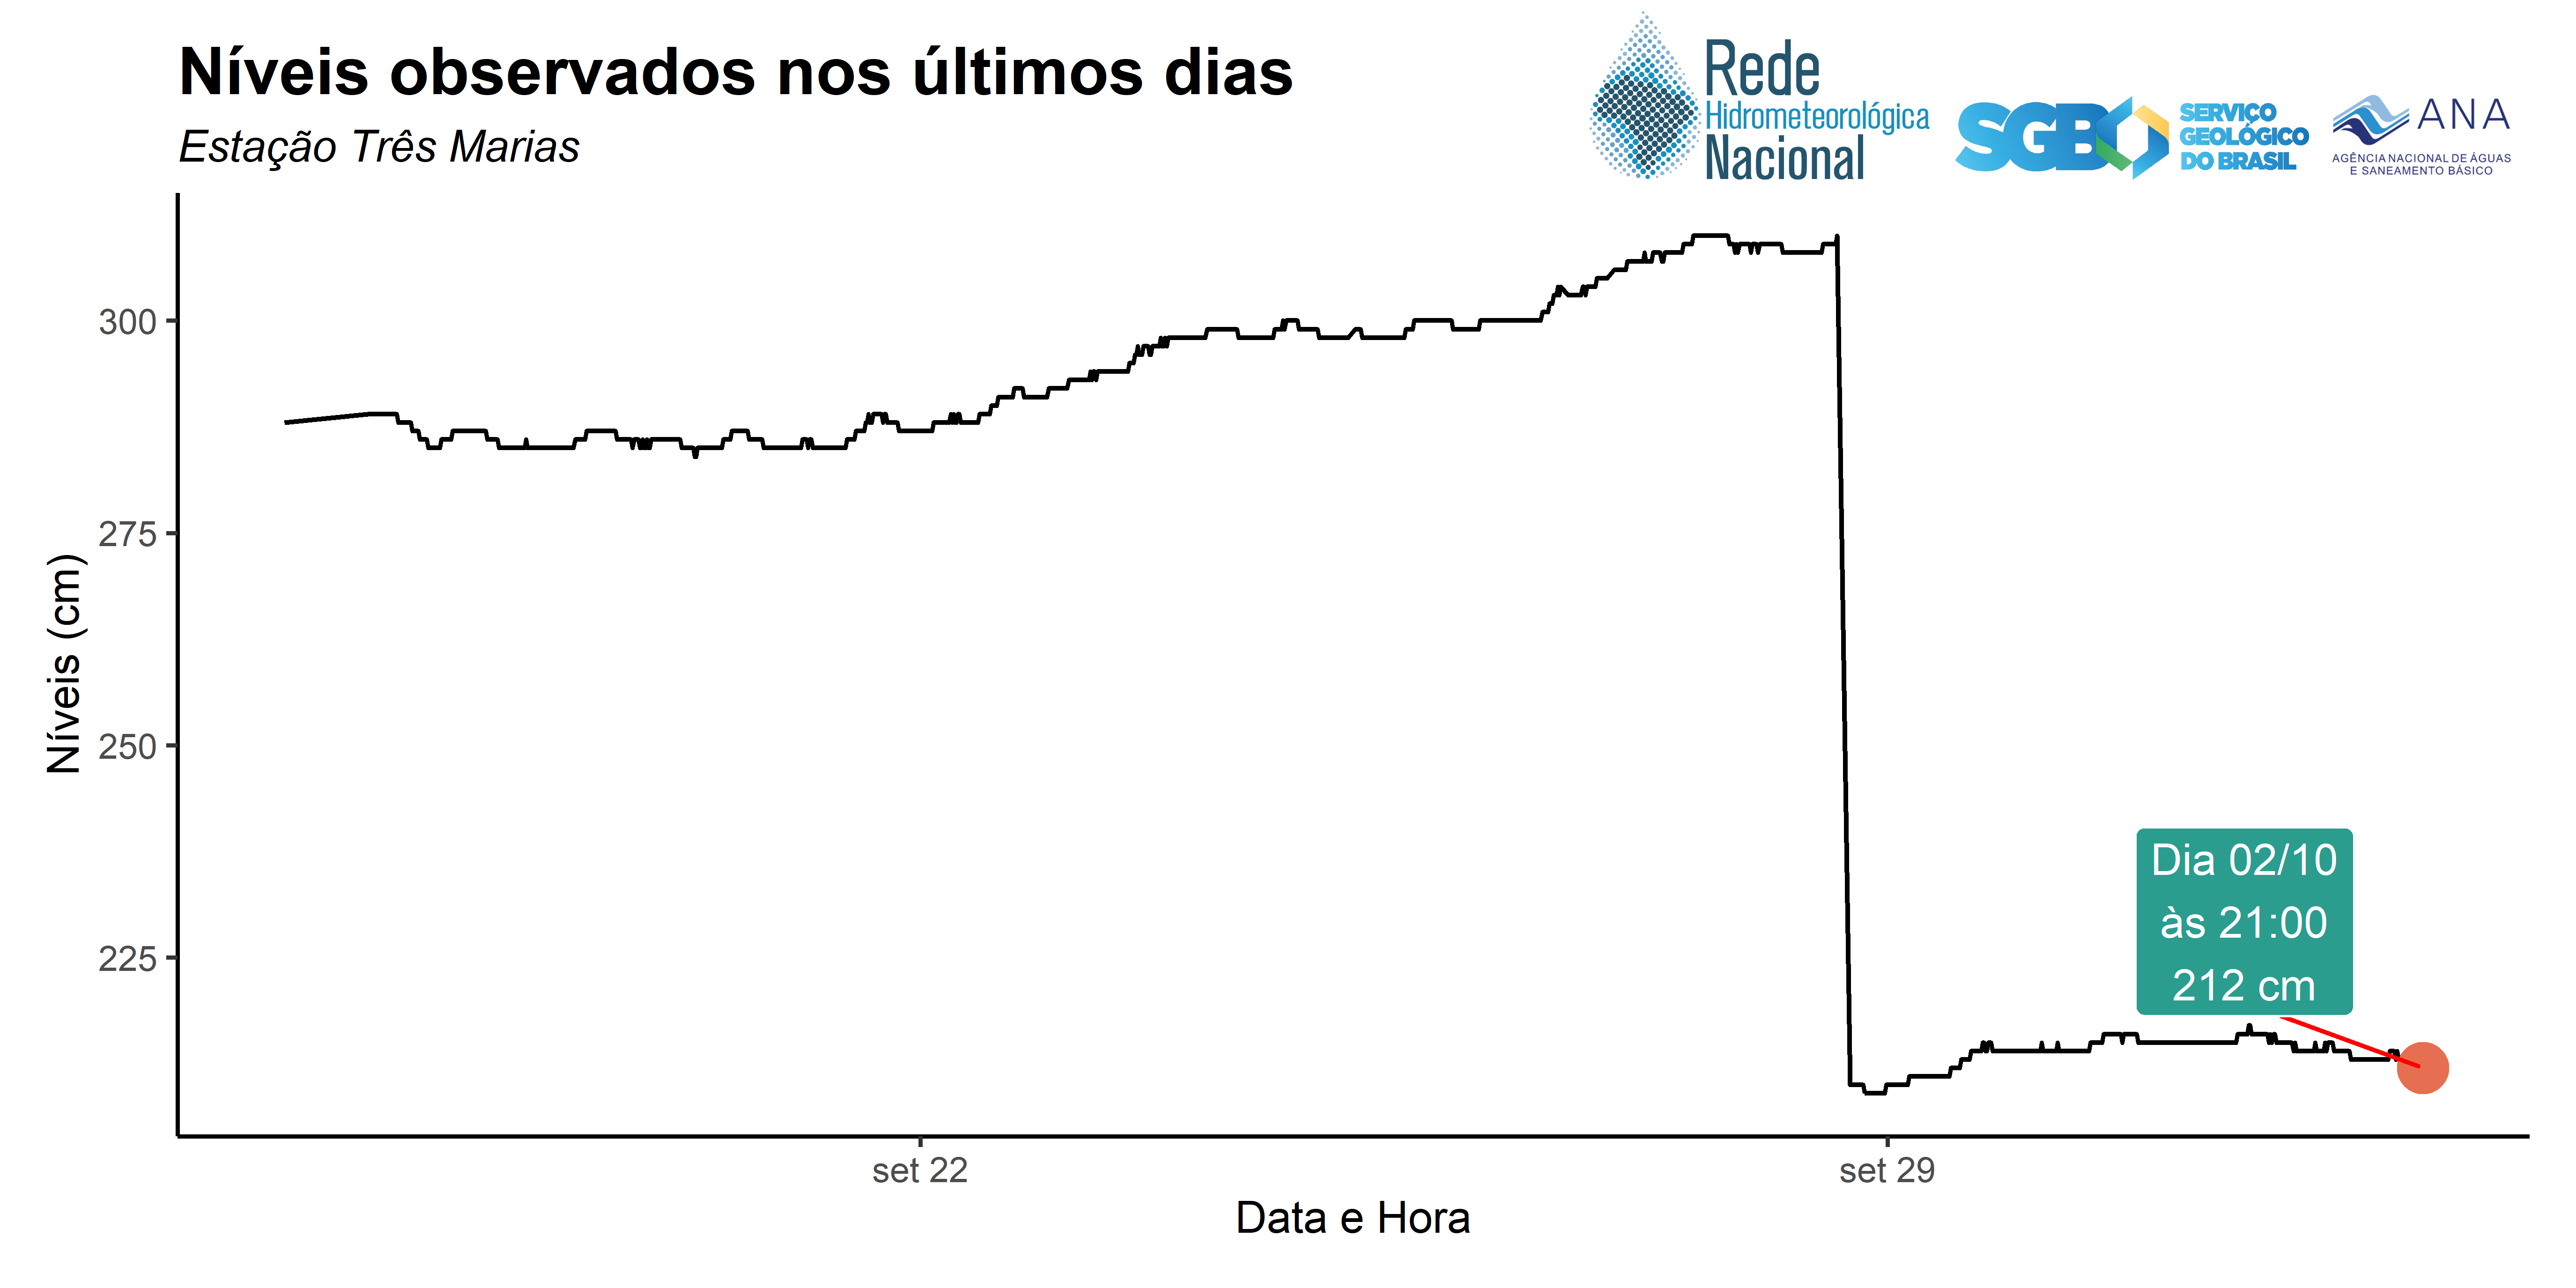 Níveis observados nos últimos dias
Estação Três Marias
Rede
Hidrometeorológica
Nacional
SGB
SERVIÇO
GEOLÓGICO
DO BRASIL
ANA
AGÊNCIA NACIONAL DE ÁGUAS
E SANEAMENTO BÁSICO
Níveis (cm)
300
275
250
225
Dia 02/10
às 21:00
212 cm
set 22
set 29
Data e Hora